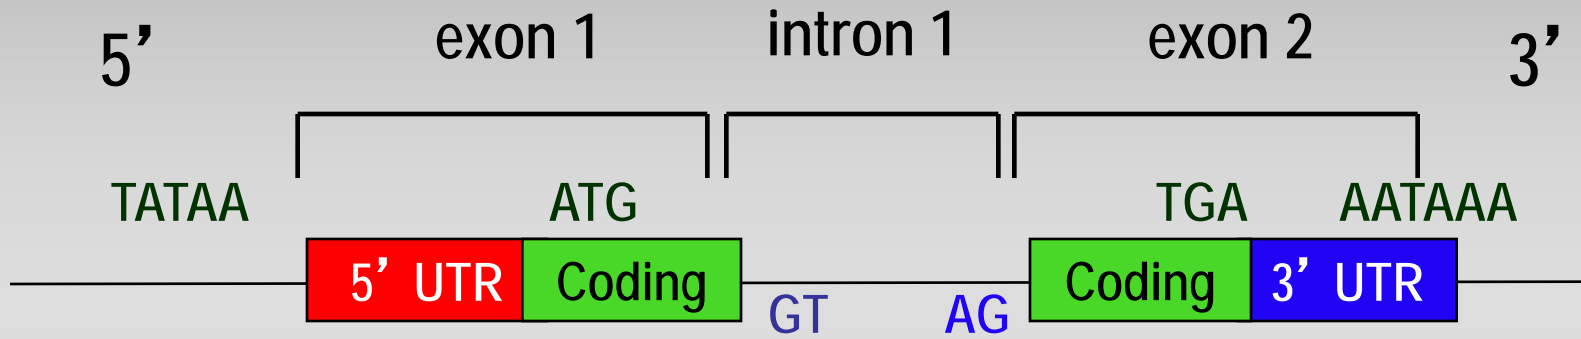 5’ exon 1 intron 1 exon 2 3’
TATAA ATG TGA AATAAA
5’ UTR Coding Coding 3’ UTR
GT AG